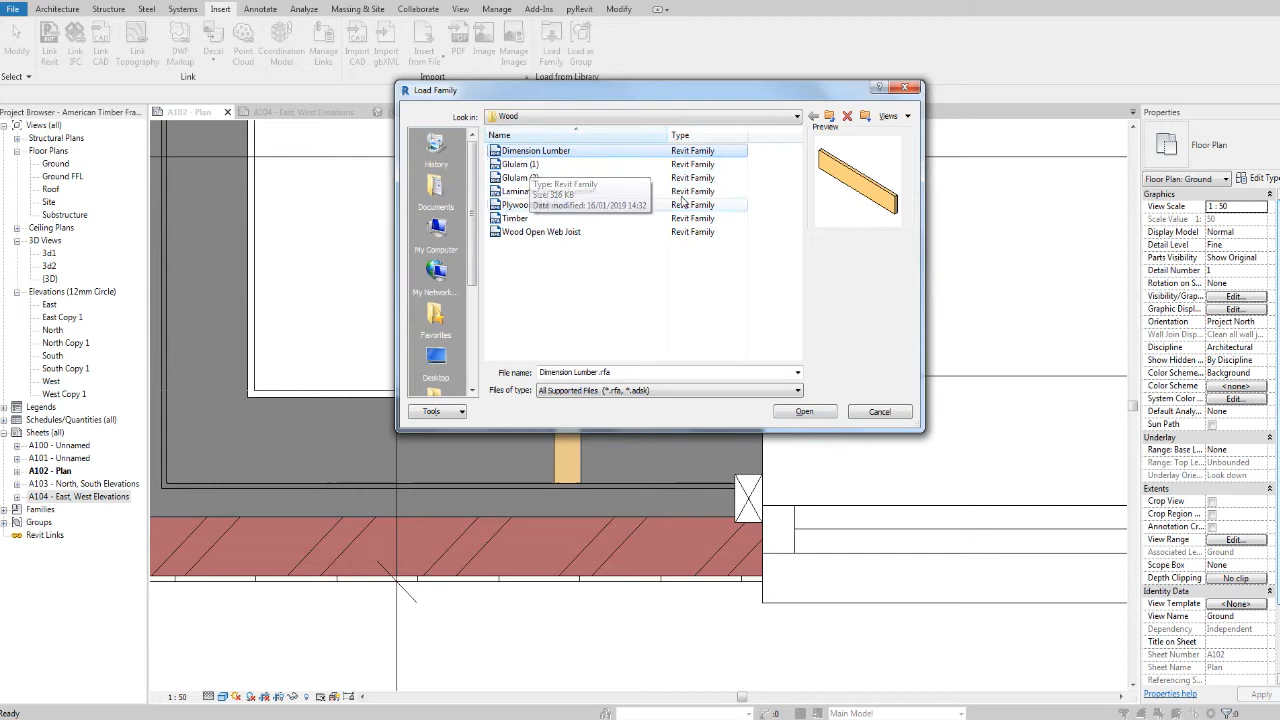 File Architecture Structure Steel Systems Insert Annotate Analyze Massing & Site Collaborate View Manage Add-Ins pyRevit Modify
Modify Link Revit Link IFC Link CAD Link Topography DWF Markup Decal Point Cloud Coordination Model Manage Links Import CAD Import gbXML Insert from File PDF Image Manage Images Load Family Load as Group
Select Link Import Load from Library
Project Browser - American Timber Fra...
A102 - Plan
A104 - East, West Elevations
Properties
Views (all)
Structural Plans
Floor Plans
Ground
Ground FFL
Roof
Site
Substructure
Ceiling Plans
3D Views
3d1
3d2
{3D}
Elevations (12mm Circle)
East
East Copy 1
North
North Copy 1
South
South Copy 1
West
West Copy 1
Legends
Schedules/Quantities (all)
Sheets (all)
A100 - Unnamed
A101 - Unnamed
A102 - Plan
A103 - North, South Elevations
A104 - East, West Elevations
Families
Groups
Revit Links
Load Family
Look in: Wood
Views
History
Documents
My Computer
My Network...
Favorites
Desktop
Name Type
Dimension Lumber Revit Family
Glulam (1) Revit Family
Glulam Revit Family
Lamina Revit Family
Plywoo Revit Family
Timber Revit Family
Wood Open Web Joist Revit Family
Type: Revit Family
Size: 316 KB
Date modified: 16/01/2019 14:32
Preview
File name: Dimension Lumber.rfa
Files of type: All Supported Files (*.rfa, *.adsk)
Tools Open Cancel
Floor Plan
Floor Plan: Ground Edit Type
Graphics
View Scale 1 : 50
Scale Value 1: 50
Display Model Normal
Detail Level Fine
Parts Visibility Show Original
Detail Number 1
Rotation on S... None
Visibility/Grap... Edit...
Graphic Displ... Edit...
Orientation Project North
Wall Join Displ... Clean all wall j...
Discipline Architectural
Show Hidden ... By Discipline
Color Scheme ... Background
Color Scheme <none>
System Color ... Edit...
Default Analy... None
Sun Path
Underlay
Range: Base L... None
Range: Top Le... Unbounded
Underlay Orie... Look down
Extents
Crop View
Crop Region ...
Annotation Cr...
View Range Edit...
Associated Le... Ground
Scope Box None
Depth Clipping No clip
Identity Data
View Template <None>
View Name Ground
Dependency Independent
Title on Sheet
Sheet Number A102
Sheet Name Plan
Referencing S...
Properties help Apply
1 : 50
Ready
:0
Main Model
:0